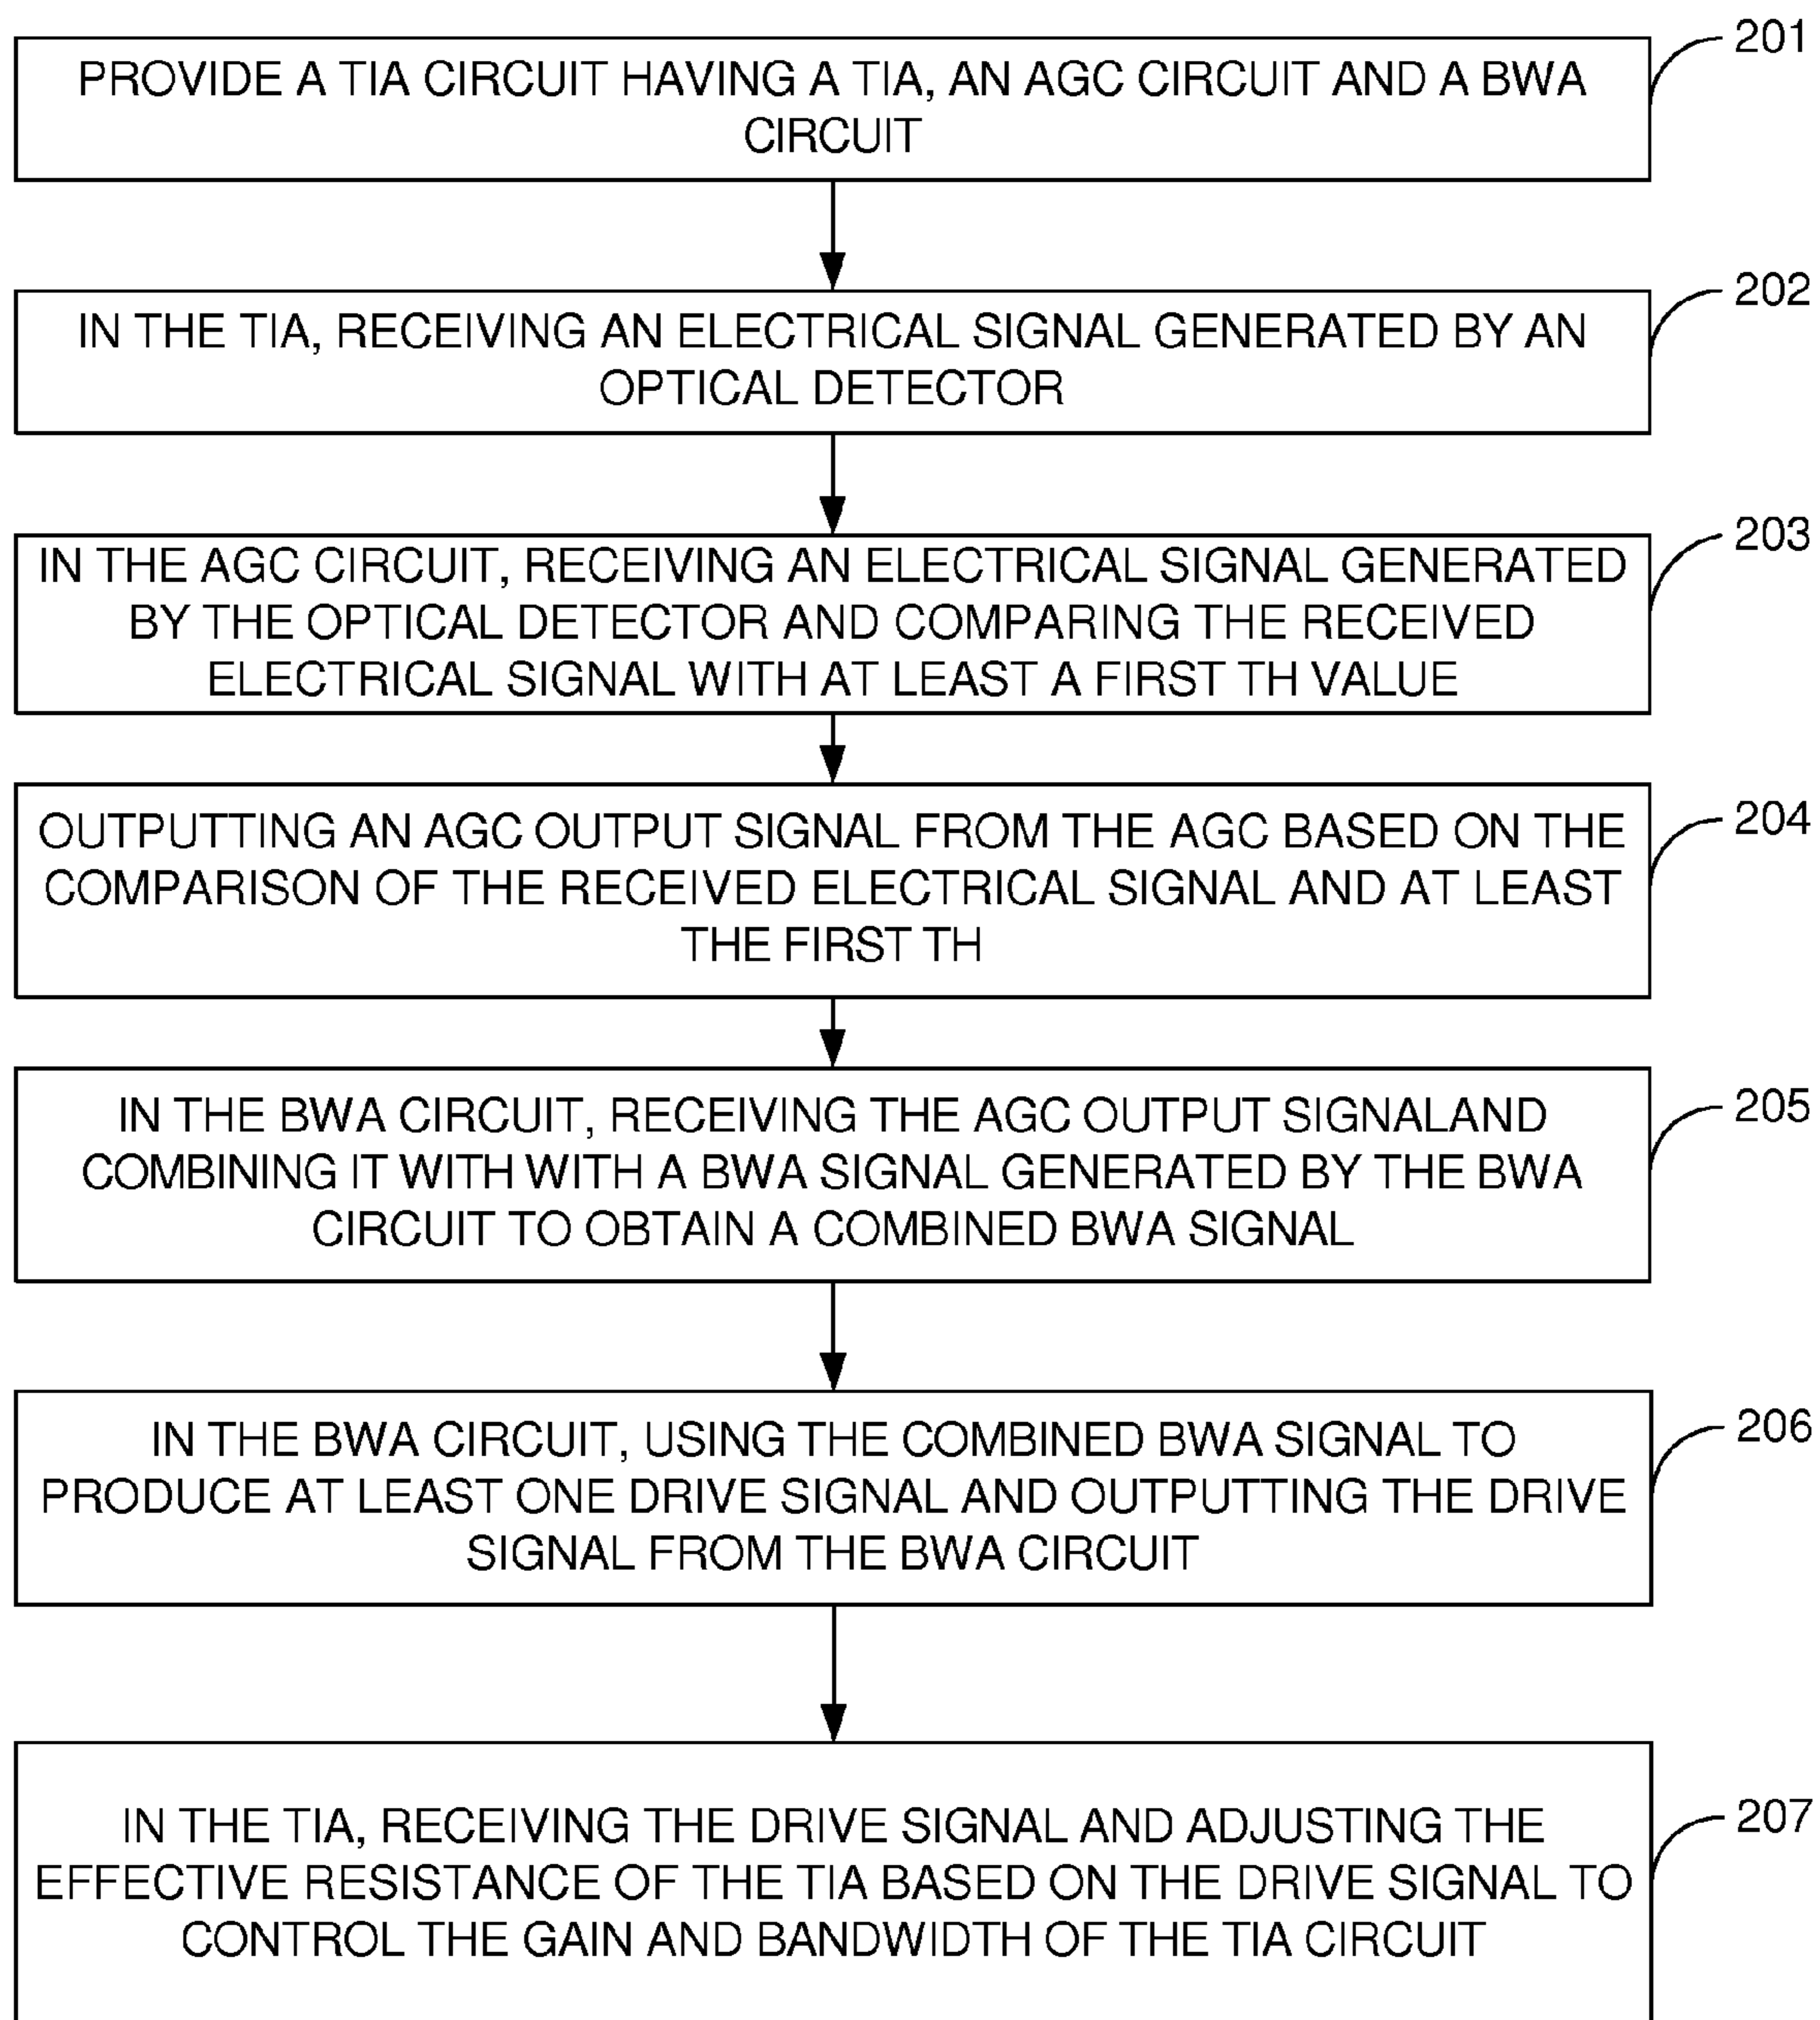 201
PROVIDE A TIA CIRCUIT HAVING A TIA, AN AGC CIRCUIT AND A BWA
CIRCUIT
202
IN THE TIA, RECEIVING AN ELECTRICAL SIGNAL GENERATED BY AN
OPTICAL DETECTOR
203
IN THE AGC CIRCUIT, RECEIVING AN ELECTRICAL SIGNAL GENERATED
BY THE OPTICAL DETECTOR AND COMPARING THE RECEIVED
ELECTRICAL SIGNAL WITH AT LEAST A FIRST TH VALUE
204
OUTPUTTING AN AGC OUTPUT SIGNAL FROM THE AGC BASED ON THE
COMPARISON OF THE RECEIVED ELECTRICAL SIGNAL AND AT LEAST
THE FIRST TH
205
IN THE BWA CIRCUIT, RECEIVING THE AGC OUTPUT SIGNALAND
COMBINING IT WITH WITH A BWA SIGNAL GENERATED BY THE BWA
CIRCUIT TO OBTAIN A COMBINED BWA SIGNAL
206
IN THE BWA CIRCUIT, USING THE COMBINED BWA SIGNAL TO
PRODUCE AT LEAST ONE DRIVE SIGNAL AND OUTPUTTING THE DRIVE
SIGNAL FROM THE BWA CIRCUIT
207
IN THE TIA, RECEIVING THE DRIVE SIGNAL AND ADJUSTING THE
EFFECTIVE RESISTANCE OF THE TIA BASED ON THE DRIVE SIGNAL TO
CONTROL THE GAIN AND BANDWIDTH OF THE TIA CIRCUIT